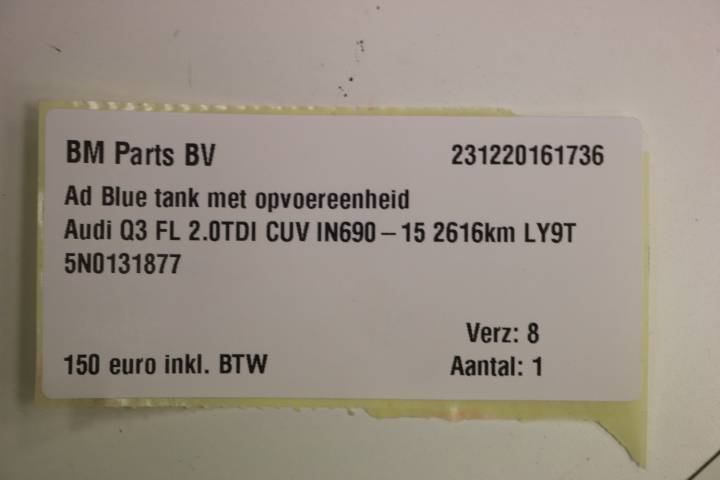 BM Parts BV 231220161736
Ad Blue tank met opvoereenheid
Audi Q3 FL 2.0TDI CUV IN690-15 2616km LY9T
5N0131877
Verz: 8
150 euro inkl. BTW Aantal: 1